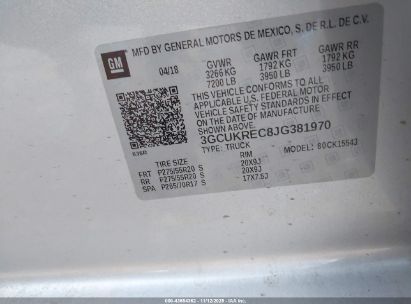 MFD BY GENERAL MOTORS DE MEXICO, S. DE R.L. DE C.V.
GM
04/18 GVWR GAWR FRT GAWR RR
3266 KG 1792 KG 1792 KG
7200 LB 3950 LB 3950 LB
THIS VEHICLE CONFORMS TO ALL
APPLICABLE U.S. FEDERAL MOTOR
VEHICLE SAFETY STANDARDS IN EFFECT
ON THE DATE OF MANUFACTURE SHOWN ABOVE.
3GCUKREC8JG381970
TYPE: TRUCK MODEL: 80CK1554J
TIRE SIZE RIM
FRT P275/55R20 S 20X9J
RR P275/55R20 S 20X9J
SPA P265/70R17 S 17X7.5J